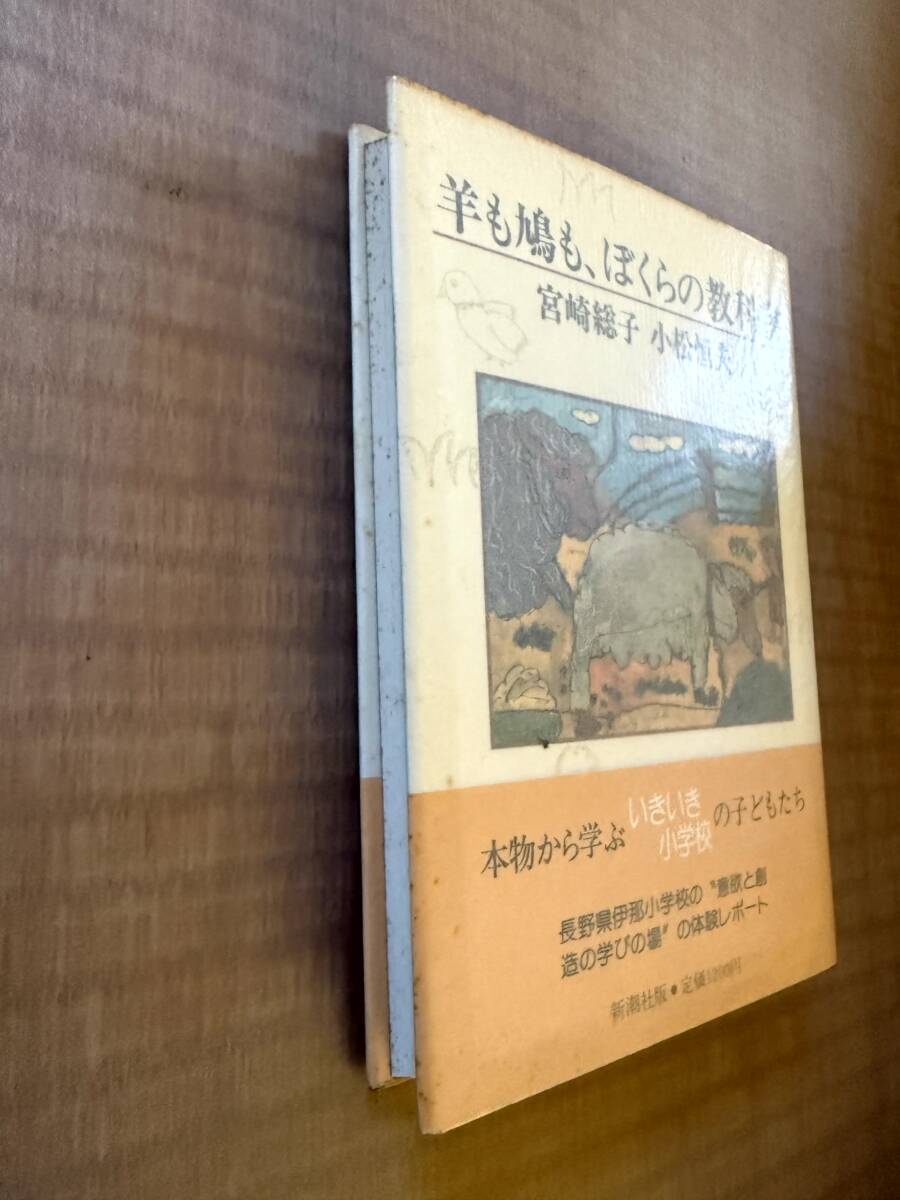 羊も鳩も、ぼくらの教科
宮崎総子 小松恒夫
本物から学ぶ いきいき小学校 の子どもたち
長野県伊那小学校の〝意欲と創
造の学びの場〟の体験レポート
新潮社版・定価